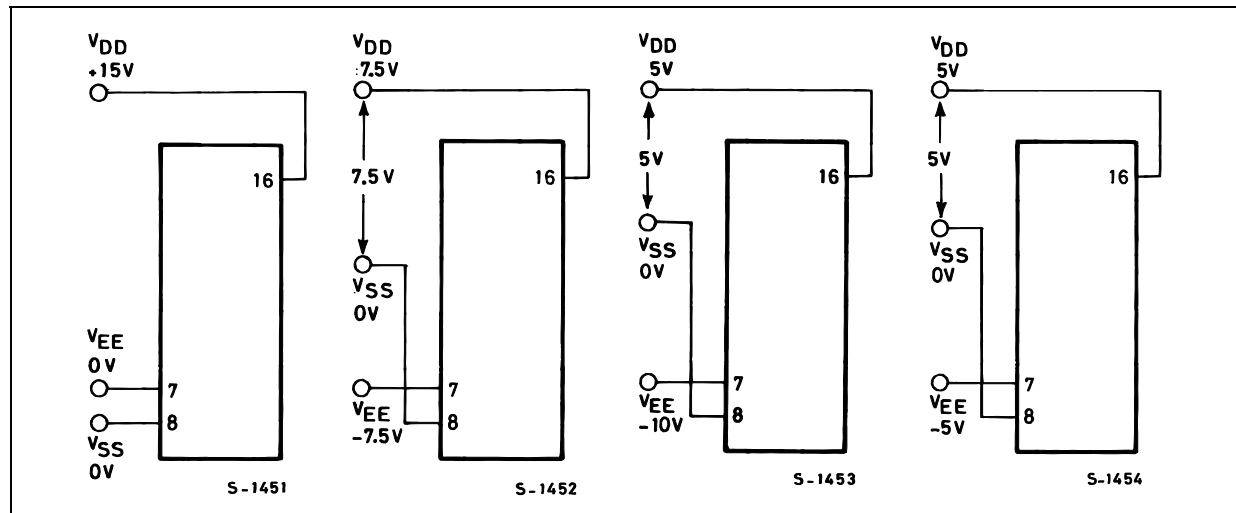 VDD
+15V
16
VEE
0V
7
8
VSS
0V
S-1451
VDD
7.5V
7.5V
16
VSS
0V
7
VEE
-7.5V
8
S-1452
VDD
5V
5V
16
VSS
0V
7
VEE
-10V
8
S-1453
VDD
5V
5V
16
VSS
0V
7
VEE
-5V
8
S-1454